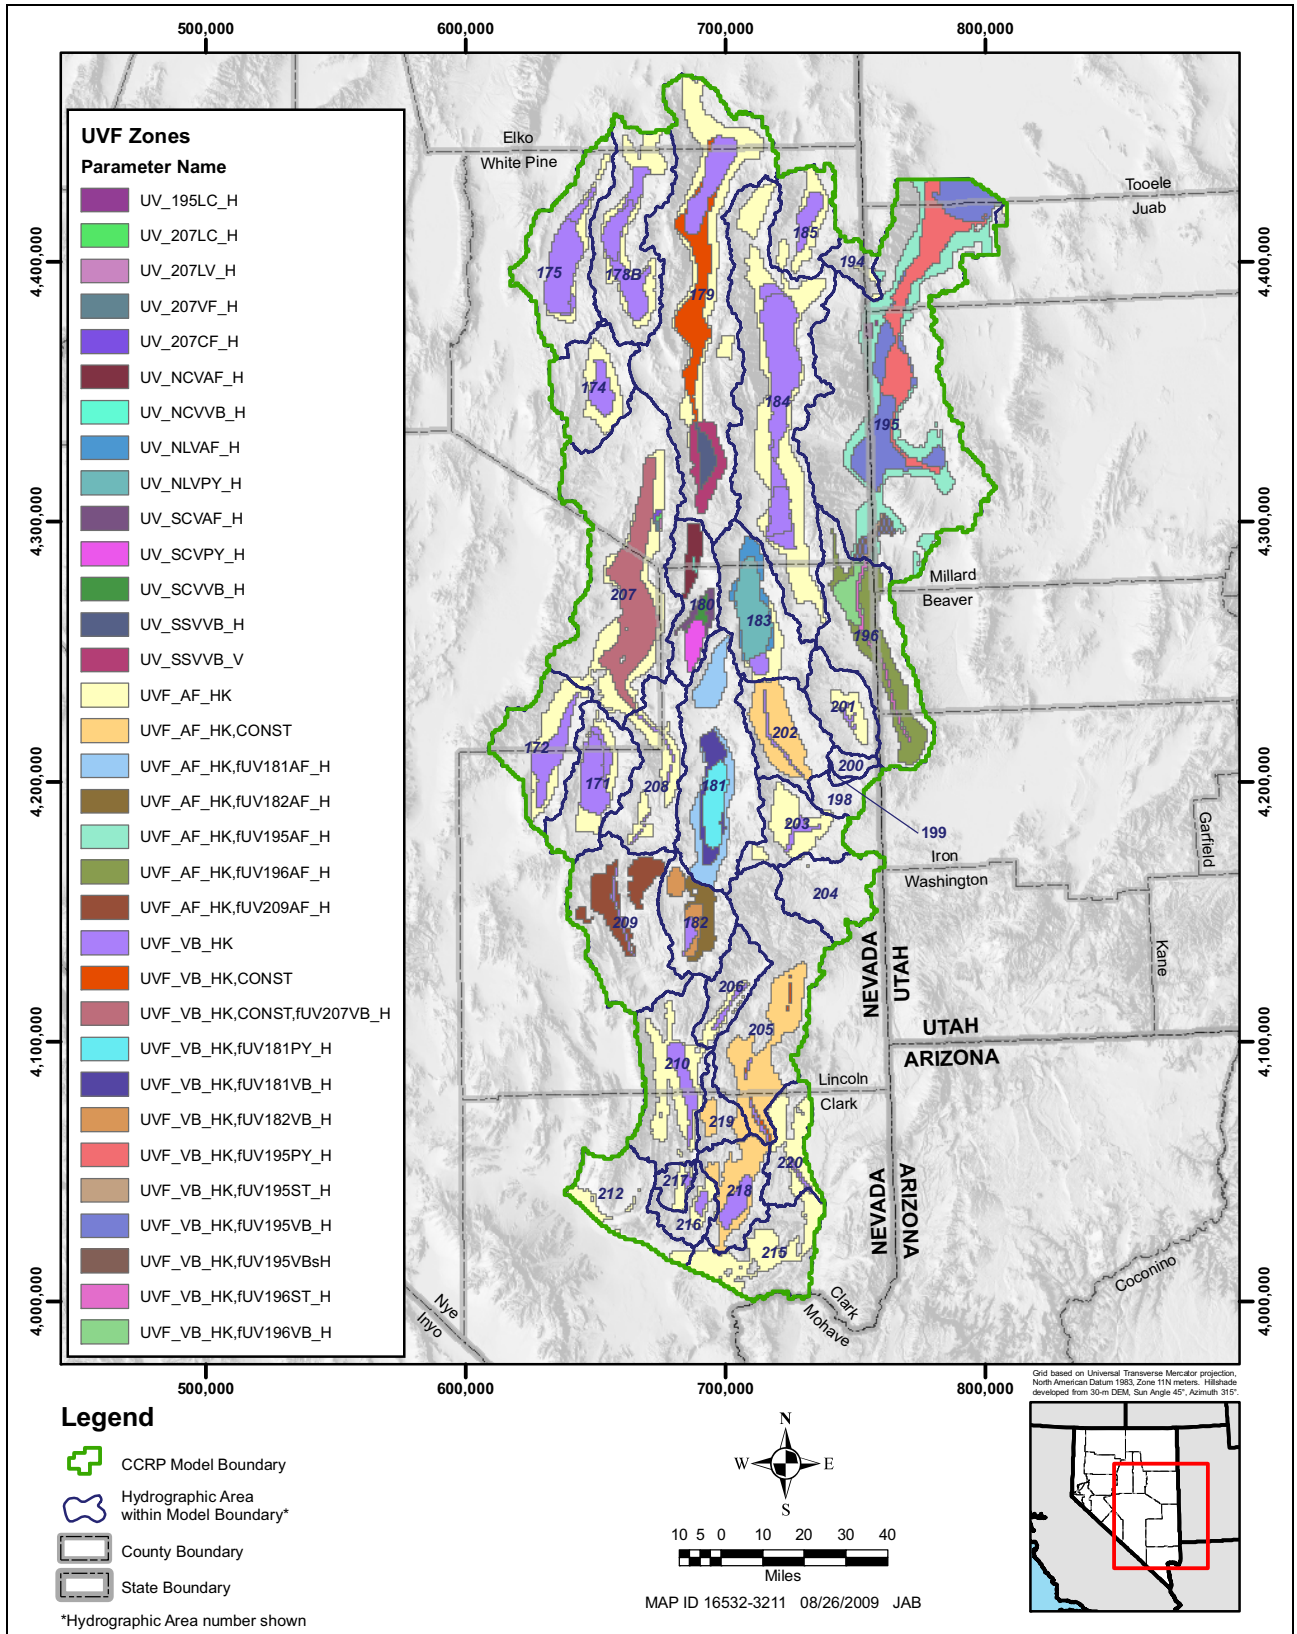 500,000
600,000
700,000
800,000
4,400,000
4,300,000
4,200,000
4,100,000
4,000,000
UVF Zones
Parameter Name
UV_195LC_H
UV_207LC_H
UV_207LV_H
UV_207VF_H
UV_207CF_H
UV_NCVAF_H
UV_NCVVB_H
UV_NLVAF_H
UV_NLVPY_H
UV_SCVAF_H
UV_SCVPY_H
UV_SCVVB_H
UV_SSVVB_H
UV_SSVVB_V
UVF_AF_HK
UVF_AF_HK,CONST
UVF_AF_HK,fUV181AF_H
UVF_AF_HK,fUV182AF_H
UVF_AF_HK,fUV195AF_H
UVF_AF_HK,fUV196AF_H
UVF_AF_HK,fUV209AF_H
UVF_VB_HK
UVF_VB_HK,CONST
UVF_VB_HK,CONST,fUV207VB_H
UVF_VB_HK,fUV181PY_H
UVF_VB_HK,fUV181VB_H
UVF_VB_HK,fUV182VB_H
UVF_VB_HK,fUV195PY_H
UVF_VB_HK,fUV195ST_H
UVF_VB_HK,fUV195VB_H
UVF_VB_HK,fUV195VBsH
UVF_VB_HK,fUV196ST_H
UVF_VB_HK,fUV196VB_H
Elko
White Pine
Tooele
Juab
185
194
175
178B
179
174
184
195
Millard
Beaver
207
180
183
196
201
202
172
171
208
181
200
198
203
199
Iron
Washington
Garfield
204
209
182
NEVADA
UTAH
Kane
206
205
UTAH
ARIZONA
210
Lincoln
Clark
219
220
217
212
218
216
215
NEVADA
ARIZONA
Coconino
Clark
Mohave
Nye
Inyo
4,400,000
4,300,000
4,200,000
4,100,000
4,000,000
500,000
600,000
700,000
800,000
Grid based on Universal Transverse Mercator projection,
North American Datum 1983, Zone 11N meters. Hillshade
developed from 30-m DEM, Sun Angle 45°, Azimuth 315°.
Legend
CCRP Model Boundary
Hydrographic Area
within Model Boundary*
County Boundary
State Boundary
*Hydrographic Area number shown
N
W
E
S
10 5 0 10 20 30 40
Miles
MAP ID 16532-3211 08/26/2009 JAB